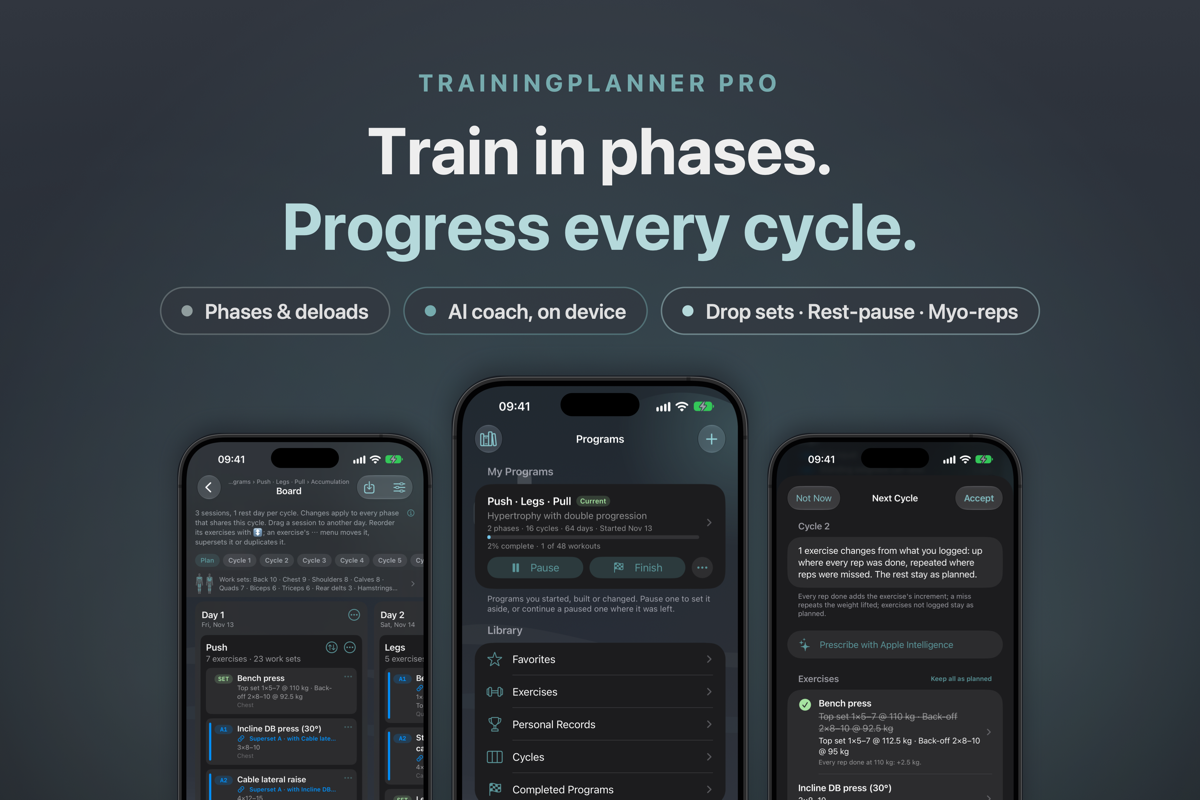 TRAININGPLANNER PRO
Train in phases.
Progress every cycle.
Phases & deloads
AI coach, on device
Drop sets · Rest-pause · Myo-reps
09:41
...grams › Push · Legs · Pull › Accumulation
Board
3 sessions, 1 rest day per cycle. Changes apply to every phase
that shares this cycle. Drag a session to another day. Reorder
its exercises with ↕; an exercise's ··· menu moves it,
supersets it or duplicates it.
Plan
Cycle 1
Cycle 2
Cycle 3
Cycle 4
Cycle 5
Cy
Work sets: Back 10 · Chest 9 · Shoulders 8 · Calves 8 ·
Quads 7 · Biceps 6 · Triceps 6 · Rear delts 3 · Hamstrings...
Day 1
Fri, Nov 13
Push
7 exercises · 23 work sets
SET
Bench press
Top set 1×5–7 @ 110 kg · Back-
off 2×8–10 @ 92.5 kg
Chest
A1
Incline DB press (30°)
Superset A · with Cable late...
3×8–10
Chest
A2
Cable lateral raise
Superset A · with Incline DB...
4×12–15
Day 2
Sat, Nov 14
Legs
5 exercises
A1
A2
09:41
Programs
My Programs
Push · Legs · Pull
Current
Hypertrophy with double progression
2 phases · 16 cycles · 64 days · Started Nov 13
2% complete · 1 of 48 workouts
Pause
Finish
Programs you started, built or changed. Pause one to set it
aside, or continue a paused one where it was left.
Library
Favorites
Exercises
Personal Records
Cycles
Completed Programs
09:41
Not Now
Next Cycle
Accept
Cycle 2
1 exercise changes from what you logged: up
where every rep was done, repeated where
reps were missed. The rest stay as planned.
Every rep done adds the exercise's increment; a miss
repeats the weight lifted; exercises not logged stay as
planned.
Prescribe with Apple Intelligence
Exercises
Keep all as planned
Bench press
Top set 1×5–7 @ 110 kg · Back-off
2×8–10 @ 92.5 kg
Top set 1×5–7 @ 112.5 kg · Back-off 2×8–10
@ 95 kg
Every rep done at 110 kg: +2.5 kg.
Incline DB press (30°)